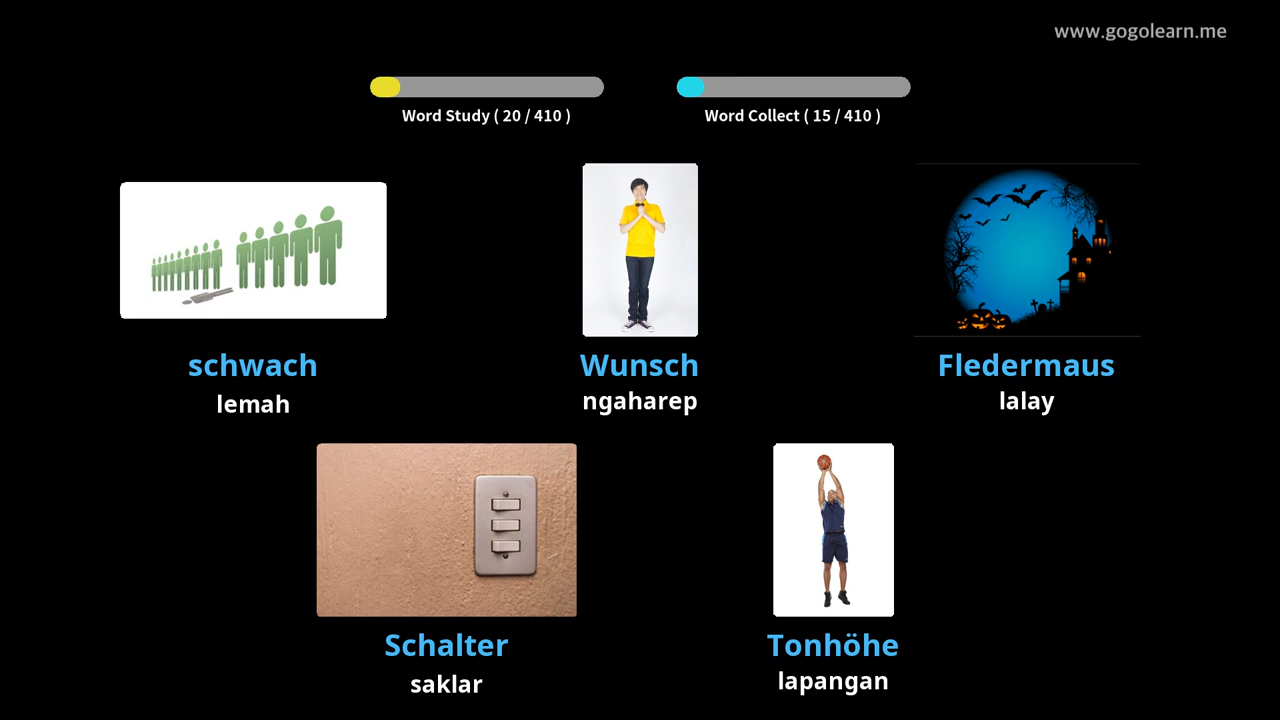 www.gogolearn.me
Word Study ( 20 / 410 )
Word Collect ( 15 / 410 )
schwach
lemah
Wunsch
ngaharep
Fledermaus
lalay
Schalter
saklar
Tonhöhe
lapangan